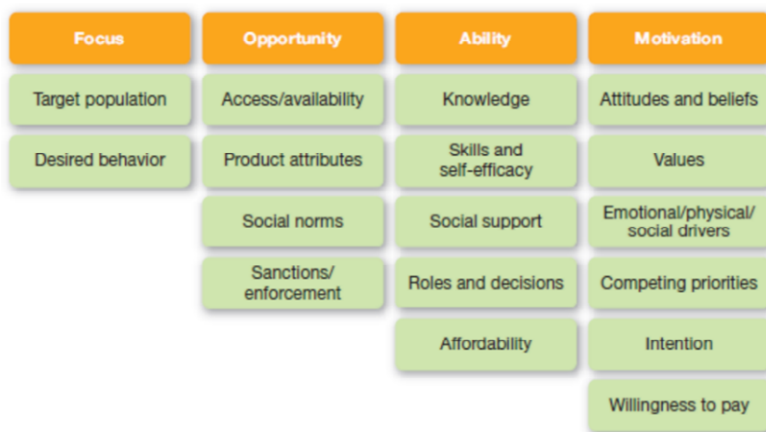 Focus
Opportunity
Ability
Motivation
Target population
Access/availability
Knowledge
Attitudes and beliefs
Desired behavior
Product attributes
Skills and
self-efficacy
Values
Social norms
Social support
Emotional/physical/
social drivers
Sanctions/
enforcement
Roles and decisions
Competing priorities
Affordability
Intention
Willingness to pay